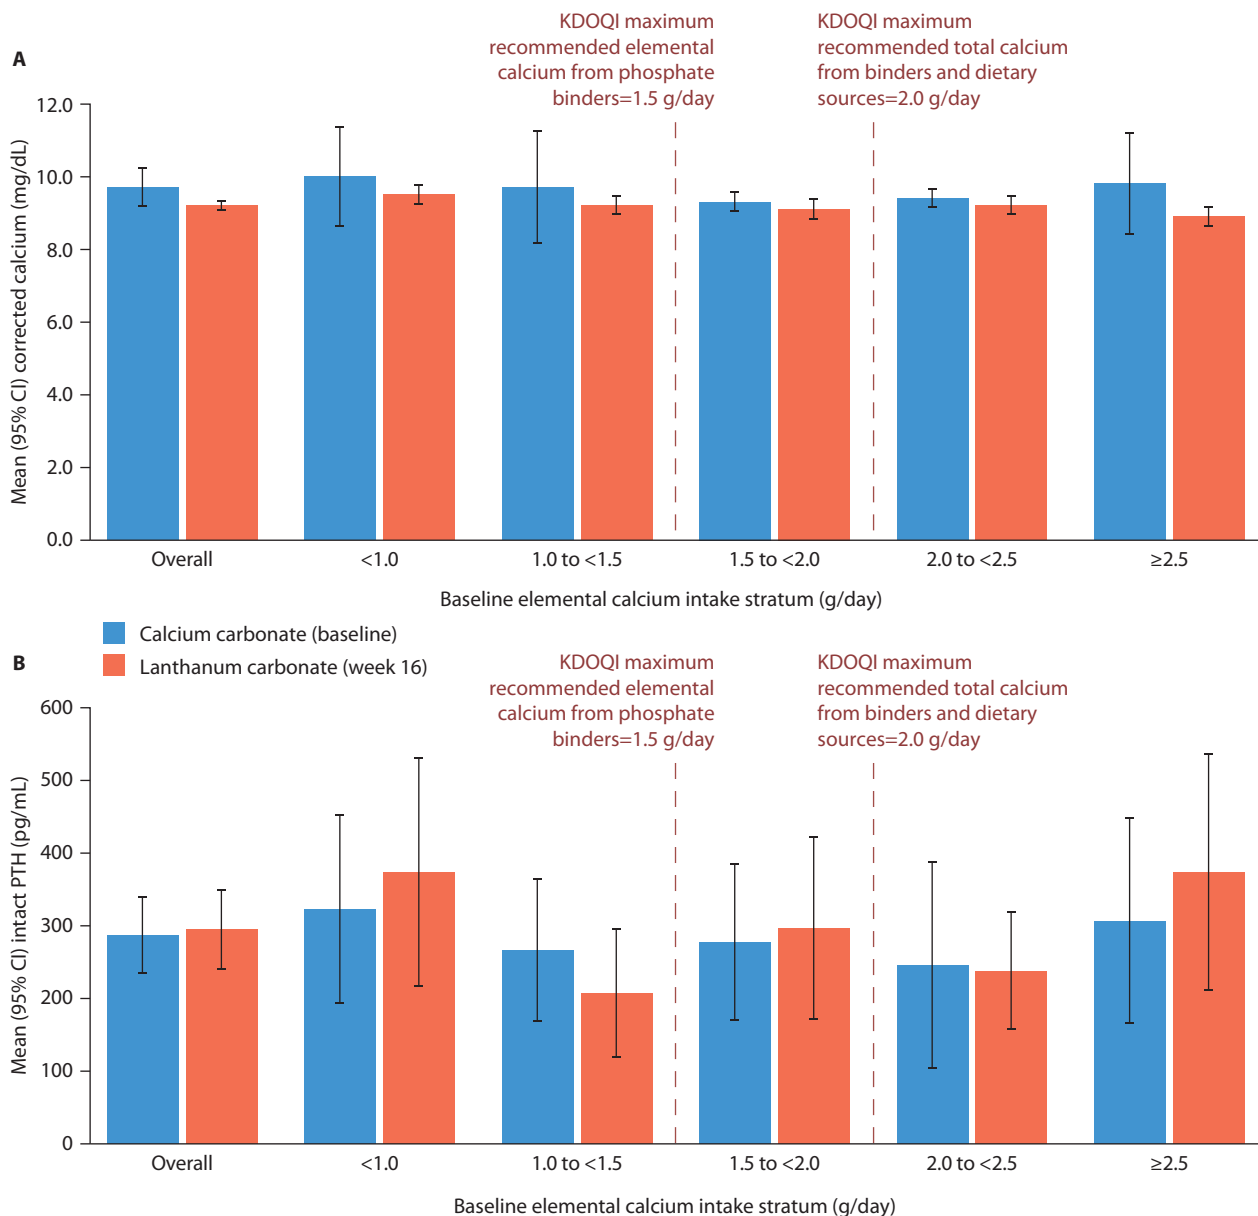 A
KDOQI maximum
recommended elemental
calcium from phosphate
binders=1.5 g/day
KDOQI maximum
recommended total calcium
from binders and dietary
sources=2.0 g/day
Mean (95% CI) corrected calcium (mg/dL)
12.0
10.0
8.0
6.0
4.0
2.0
0.0
Overall
<1.0
1.0 to <1.5
1.5 to <2.0
2.0 to <2.5
≥2.5
Baseline elemental calcium intake stratum (g/day)
Calcium carbonate (baseline)
Lanthanum carbonate (week 16)
B
KDOQI maximum
recommended elemental
calcium from phosphate
binders=1.5 g/day
KDOQI maximum
recommended total calcium
from binders and dietary
sources=2.0 g/day
Mean (95% CI) intact PTH (pg/mL)
600
500
400
300
200
100
0
Overall
<1.0
1.0 to <1.5
1.5 to <2.0
2.0 to <2.5
≥2.5
Baseline elemental calcium intake stratum (g/day)